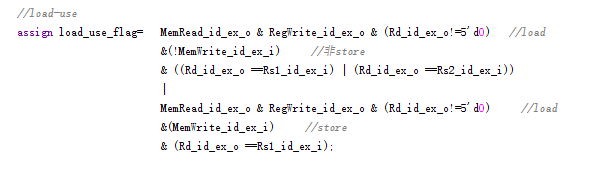 //load-use
assign load_use_flag= MemRead_id_ex_o & RegWrite_id_ex_o & (Rd_id_ex_o!=5'd0) //load
&(!MemWrite_id_ex_i) //非store
& ((Rd_id_ex_o ==Rs1_id_ex_i) | (Rd_id_ex_o ==Rs2_id_ex_i))
|
MemRead_id_ex_o & RegWrite_id_ex_o & (Rd_id_ex_o!=5'd0) //load
&(MemWrite_id_ex_i) //store
& (Rd_id_ex_o ==Rs1_id_ex_i);